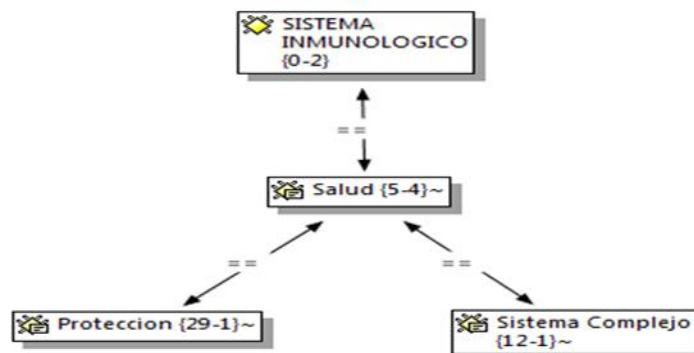 SISTEMA
INMUNOLOGICO
{0-2}
==
Salud {5-4}~
==
==
Proteccion {29-1}~
Sistema Complejo
{12-1}~